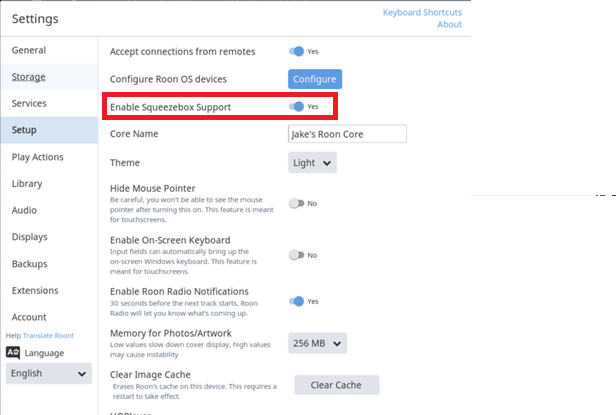 Settings
Keyboard Shortcuts
About
General
Storage
Services
Setup
Play Actions
Library
Audio
Displays
Backups
Extensions
Account
Help Translate Roon!
Language
English
Accept connections from remotes
Yes
Configure Roon OS devices
Configure
Enable Squeezebox Support
Yes
Core Name
Jake's Roon Core
Theme
Light
Hide Mouse Pointer
Be careful, you won't be able to see the mouse
pointer after turning this on. This feature is meant
for touchscreens.
No
Enable On-Screen Keyboard
Input fields can automatically bring up the
on-screen Windows keyboard. This feature is
meant for touchscreens.
No
Enable Roon Radio Notifications
30 seconds before the next track starts, Roon
Radio will let you know what's coming up.
Yes
Memory for Photos/Artwork
Low values slow down cover display, high values
may cause instability
256 MB
Clear Image Cache
Erases Roon's cache on this device. This requires a
restart to take effect.
Clear Cache